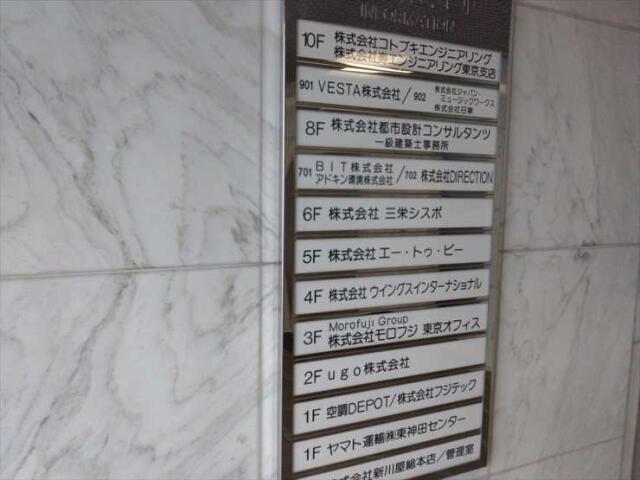 INFORMATION
10F 株式会社コトブキエンジニアリング
株式会社 エンジニアリング東京支店
901 VESTA株式会社／902 株式会社ジャパン・
ミュージックワークス
株式会社日華
8F 株式会社都市設計コンサルタンツ
一級建築士事務所
701 BIT株式会社
アドキン環境株式会社／702 株式会社DIRECTION
6F 株式会社 三栄シスポ
5F 株式会社 エー・トゥ・ビー
4F 株式会社 ウイングスインターナショナル
Morofuji Group
3F 株式会社モロフジ 東京オフィス
2F ugo株式会社
1F 空調DEPOT/株式会社フジテック
1F ヤマト運輸㈱東神田センター
株式会社新川屋総本店／管理室